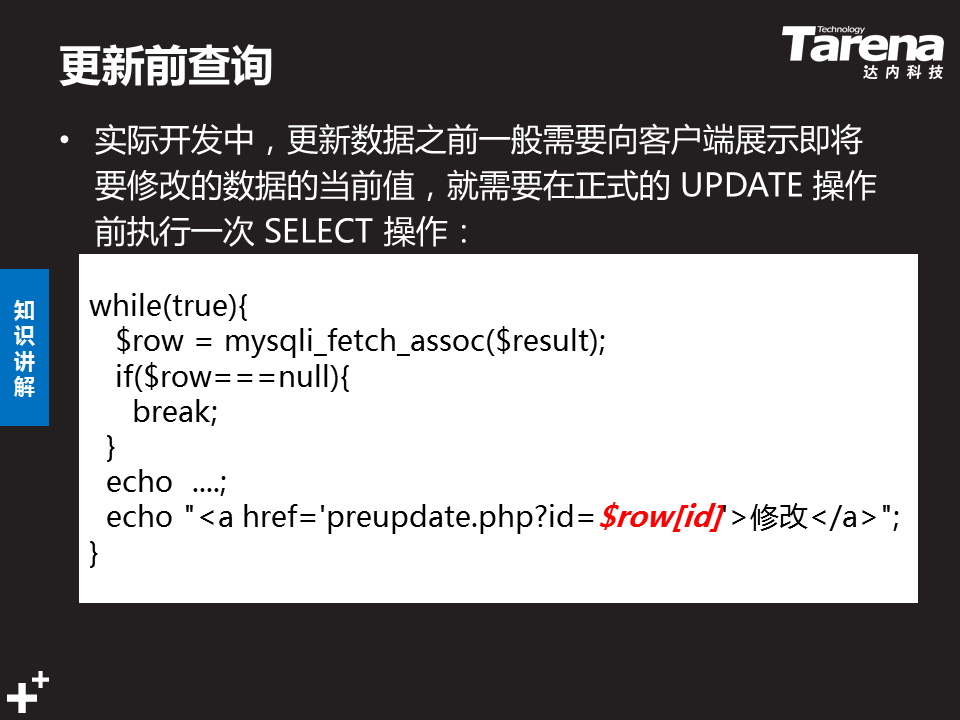 更新前查询
Technology
Tarena
达内科技
• 实际开发中，更新数据之前一般需要向客户端展示即将
要修改的数据的当前值，就需要在正式的 UPDATE 操作
前执行一次 SELECT 操作：
知识讲解
while(true){
$row = mysqli_fetch_assoc($result);
if($row===null){
break;
}
echo ....;
echo "<a href='preupdate.php?id=$row[id]'>修改</a>";
}